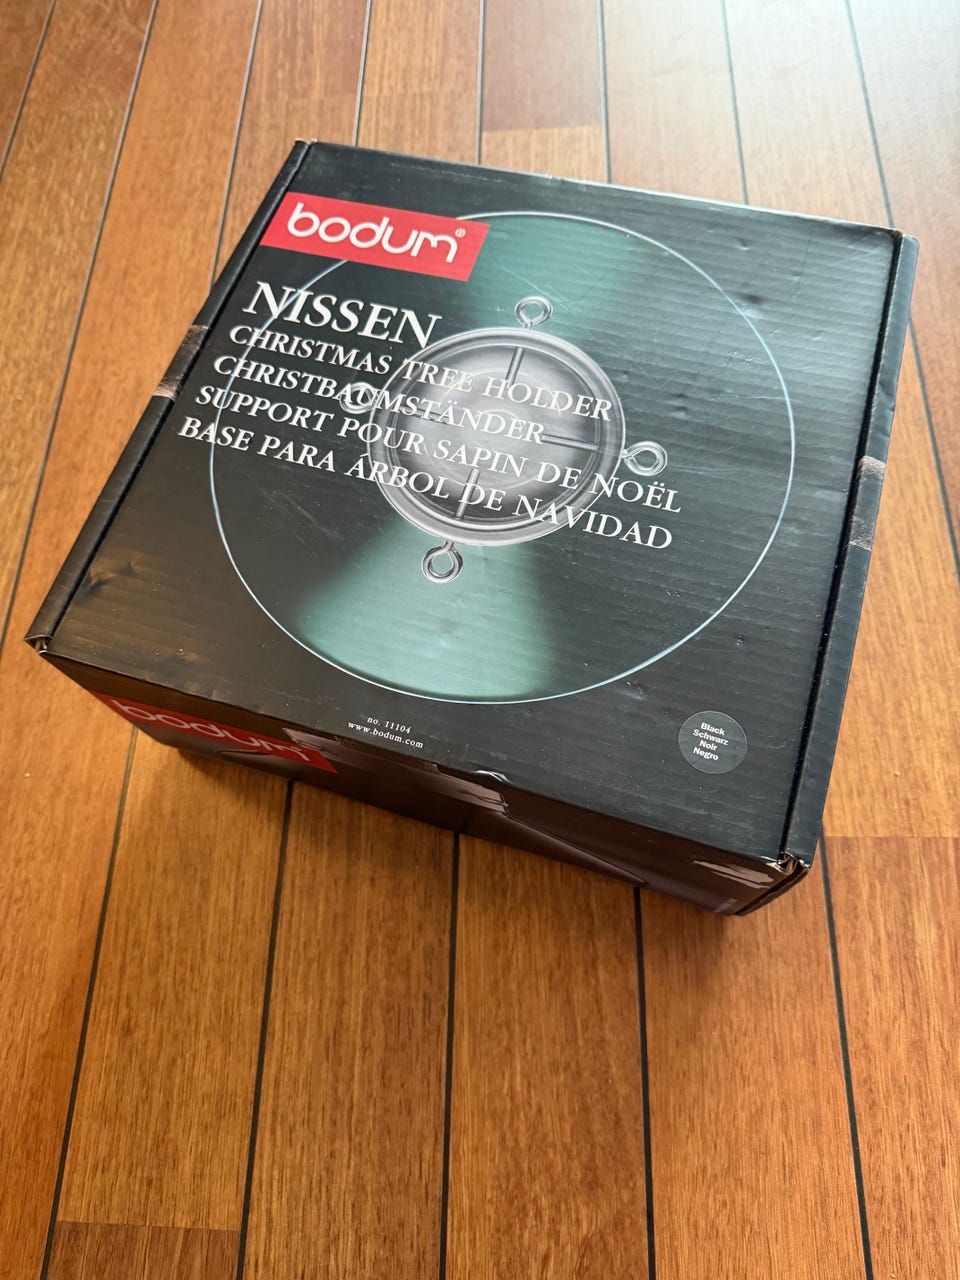 bodum®
NISSEN
CHRISTMAS TREE HOLDER
CHRISTBAUMSTÄNDER
SUPPORT POUR SAPIN DE NOËL
BASE PARA ÁRBOL DE NAVIDAD
no. 11104
www.bodum.com
Black
Schwarz
Noir
Negro
bodum